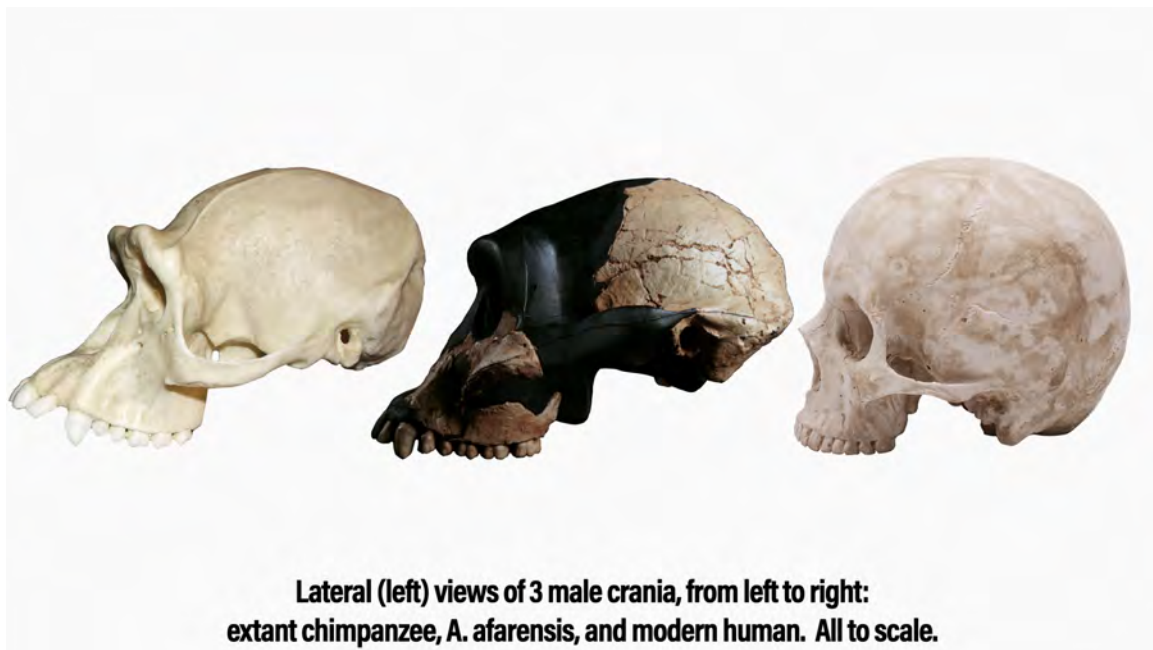 Lateral (left) views of 3 male crania, from left to right:
extant chimpanzee, A. afarensis, and modern human.  All to scale.